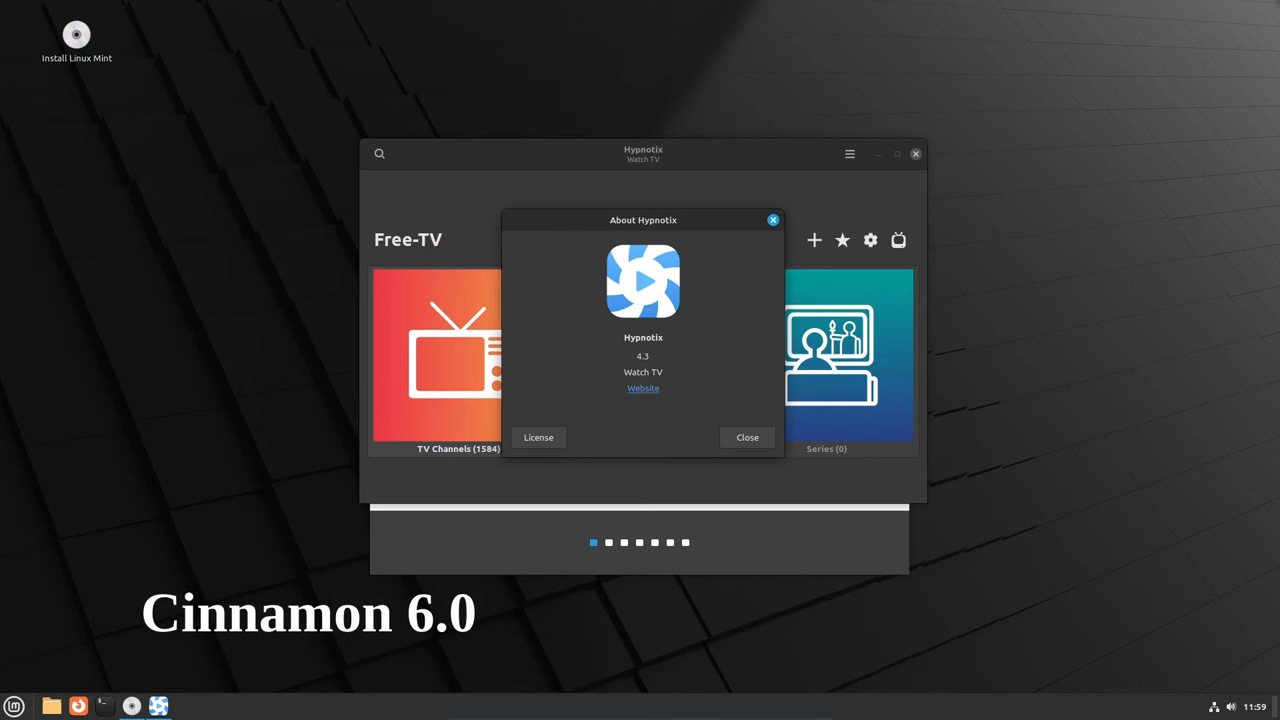 Install Linux Mint
Hypnotix
Watch TV
About Hypnotix
Free-TV
Hypnotix
4.3
Watch TV
Website
License
Close
TV Channels (1584)
Series (0)
Cinnamon 6.0
11:59